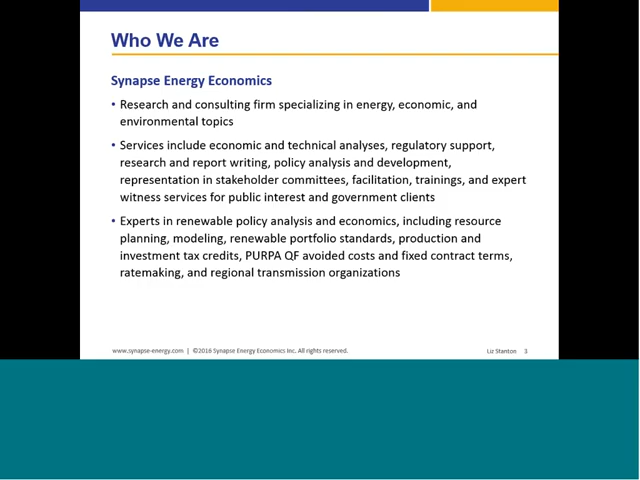 Who We Are
Synapse Energy Economics
• Research and consulting firm specializing in energy, economic, and
environmental topics
• Services include economic and technical analyses, regulatory support,
research and report writing, policy analysis and development,
representation in stakeholder committees, facilitation, trainings, and expert
witness services for public interest and government clients
• Experts in renewable policy analysis and economics, including resource
planning, modeling, renewable portfolio standards, production and
investment tax credits, PURPA QF avoided costs and fixed contract terms,
ratemaking, and regional transmission organizations
www.synapse-energy.com | ©2016 Synapse Energy Economics Inc. All rights reserved.
Liz Stanton 3